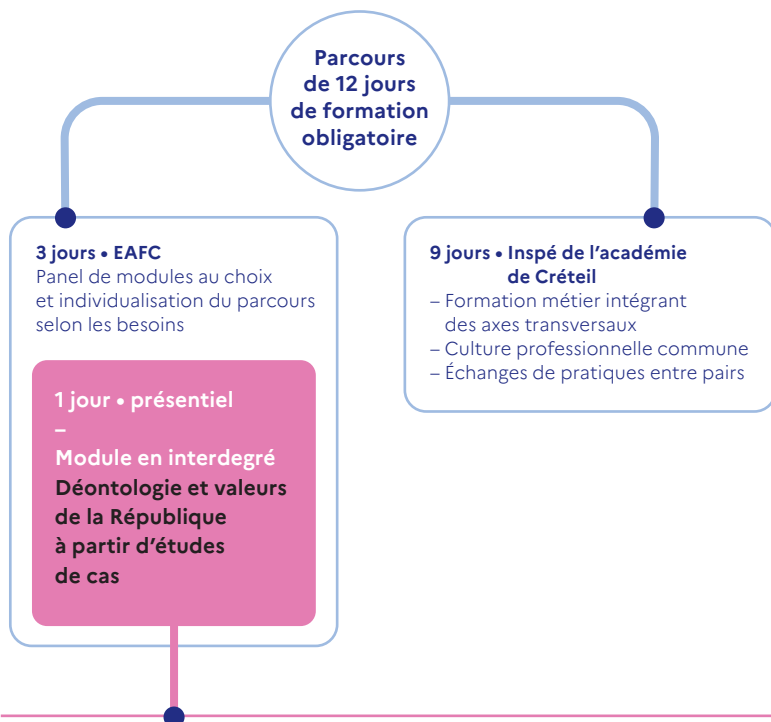 Parcours
de 12 jours
de formation
obligatoire
3 jours • EAFC
Panel de modules au choix
et individualisation du parcours
selon les besoins
1 jour • présentiel
–
Module en interdegré
Déontologie et valeurs
de la République
à partir d’études
de cas
9 jours • Inspé de l’académie
de Créteil
– Formation métier intégrant
des axes transversaux
– Culture professionnelle commune
– Échanges de pratiques entre pairs